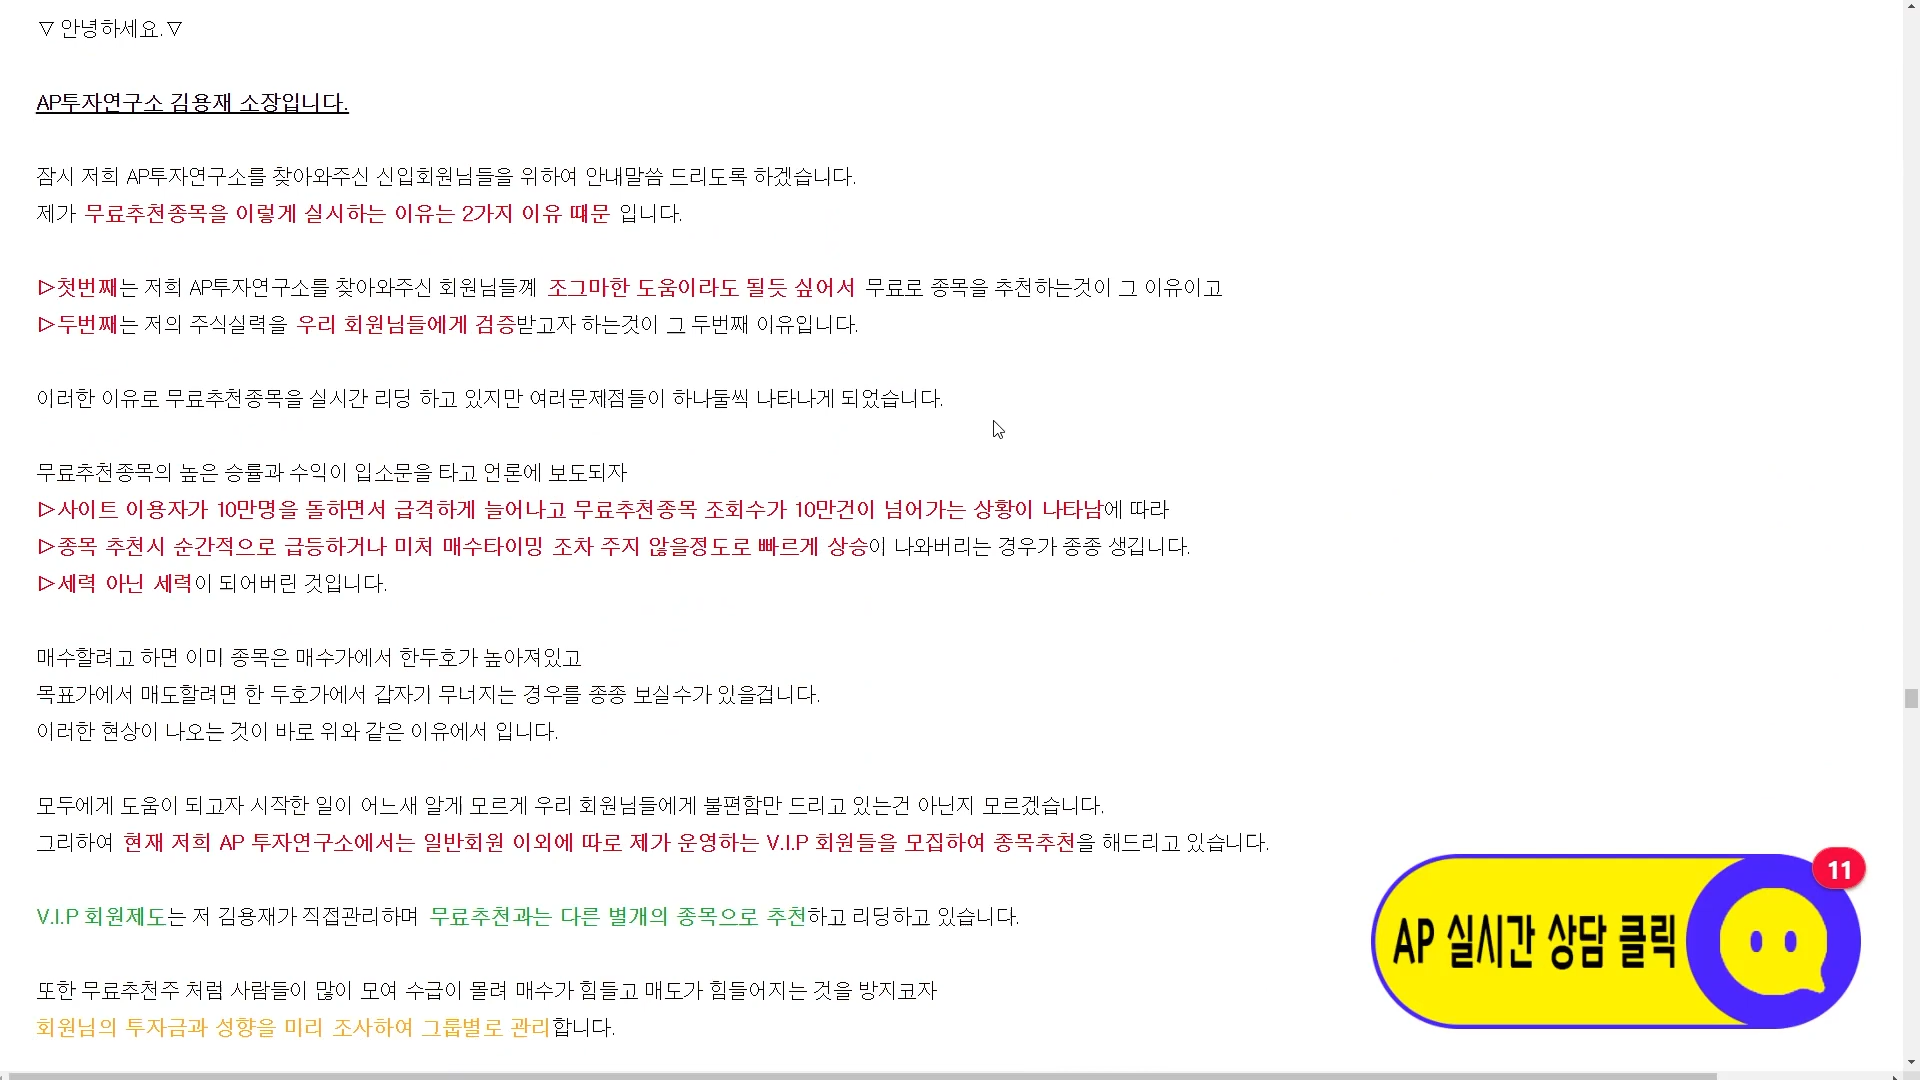 ▽ 안녕하세요.▽
AP투자연구소 김용재 소장입니다.
잠시 저희 AP투자연구소를 찾아와주신 신입회원님들을 위하여 안내말씀 드리도록 하겠습니다.
제가 무료추천종목을 이렇게 실시하는 이유는 2가지 이유 떄문 입니다.
▷첫번째는 저희 AP투자연구소를 찾아와주신 회원님들꼐 조그마한 도움이라도 될듯 싶어서 무료로 종목을 추천하는것이 그 이유이고
▷두번째는 저의 주식실력을 우리 회원님들에게 검증받고자 하는것이 그 두번째 이유입니다.
이러한 이유로 무료추천종목을 실시간 리딩 하고 있지만 여러문제점들이 하나둘씩 나타나게 되었습니다.
무료추천종목의 높은 승률과 수익이 입소문을 타고 언론에 보도되자
▷사이트 이용자가 10만명을 돌하면서 급격하게 늘어나고 무료추천종목 조회수가 10만건이 넘어가는 상황이 나타남에 따라
▷종목 추천시 순간적으로 급등하거나 미처 매수타이밍 조차 주지 않을정도로 빠르게 상승이 나와버리는 경우가 종종 생깁니다.
▷세력 아닌 세력이 되어버린 것입니다.
매수할려고 하면 이미 종목은 매수가에서 한두호가 높아져있고
목표가에서 매도할려면 한 두호가에서 갑자기 무너지는 경우를 종종 보실수가 있을겁니다.
이러한 현상이 나오는 것이 바로 위와 같은 이유에서 입니다.
모두에게 도움이 되고자 시작한 일이 어느새 알게 모르게 우리 회원님들에게 불편함만 드리고 있는건 아닌지 모르겠습니다.
그리하여 현재 저희 AP 투자연구소에서는 일반회원 이외에 따로 제가 운영하는 V.I.P 회원들을 모집하여 종목추천을 해드리고 있습니다.
V.I.P 회원제도는 저 김용재가 직접관리하며 무료추천과는 다른 별개의 종목으로 추천하고 리딩하고 있습니다.
또한 무료추천주 처럼 사람들이 많이 모여 수급이 몰려 매수가 힘들고 매도가 힘들어지는 것을 방지코자
회원님의 투자금과 성향을 미리 조사하여 그룹별로 관리합니다.
AP 실시간 상담 클릭
11